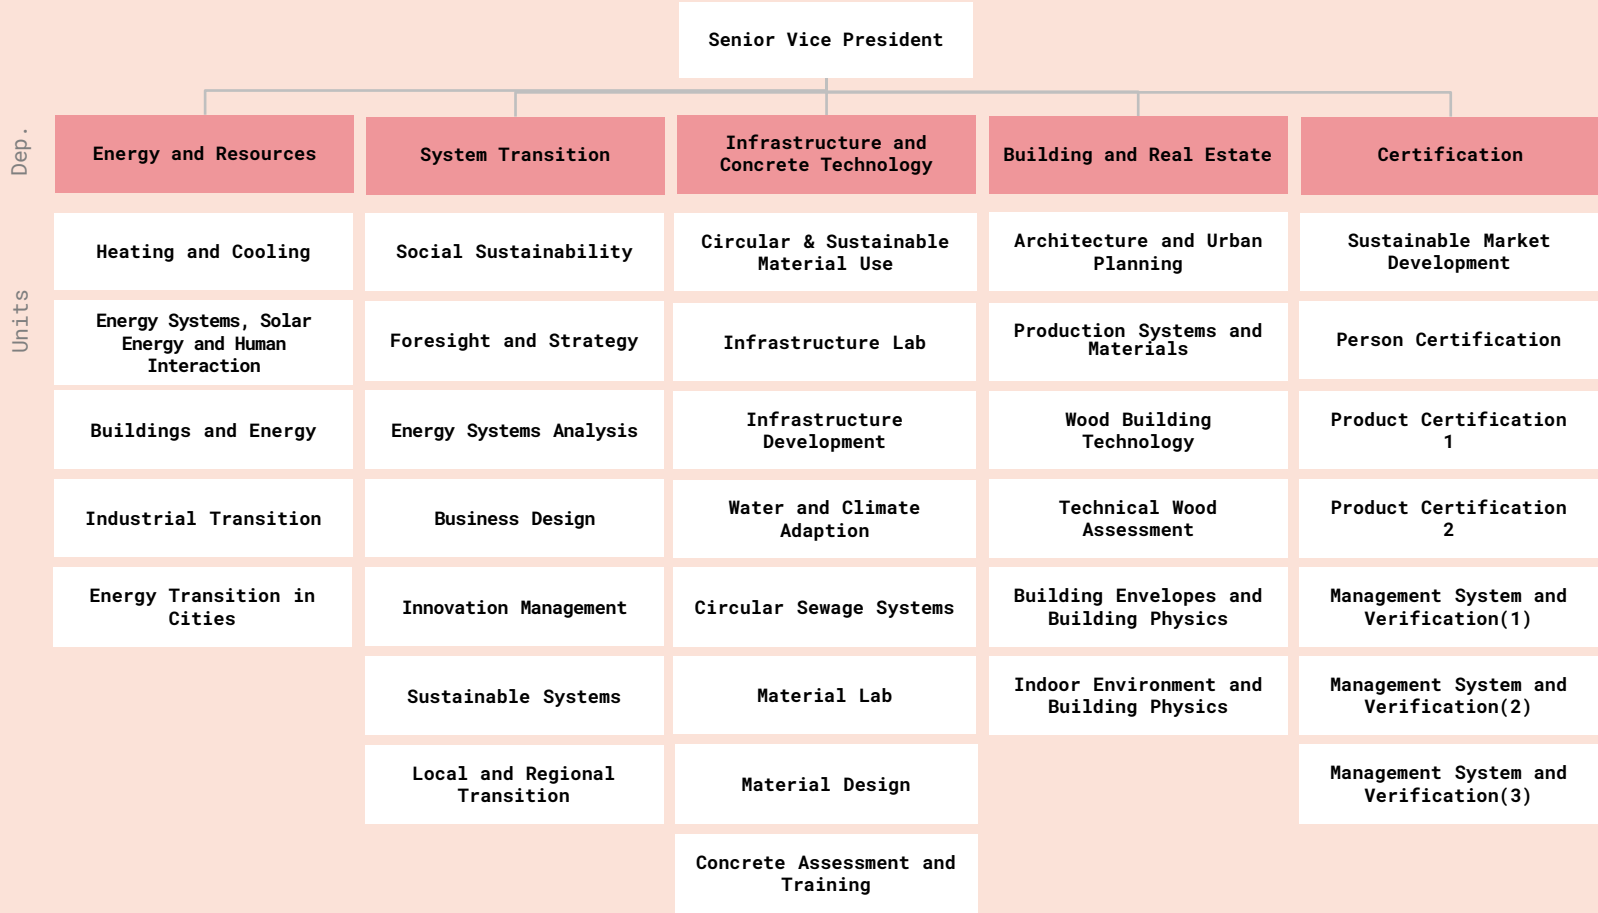 Senior Vice President
Dep.
Energy and Resources
System Transition
Infrastructure and
Concrete Technology
Building and Real Estate
Certification
Units
Heating and Cooling
Energy Systems, Solar
Energy and Human
Interaction
Buildings and Energy
Industrial Transition
Energy Transition in
Cities
Social Sustainability
Foresight and Strategy
Energy Systems Analysis
Business Design
Innovation Management
Sustainable Systems
Local and Regional
Transition
Circular & Sustainable
Material Use
Infrastructure Lab
Infrastructure
Development
Water and Climate
Adaption
Circular Sewage Systems
Material Lab
Material Design
Concrete Assessment and
Training
Architecture and Urban
Planning
Production Systems and
Materials
Wood Building
Technology
Technical Wood
Assessment
Building Envelopes and
Building Physics
Indoor Environment and
Building Physics
Sustainable Market
Development
Person Certification
Product Certification
1
Product Certification
2
Management System and
Verification(1)
Management System and
Verification(2)
Management System and
Verification(3)